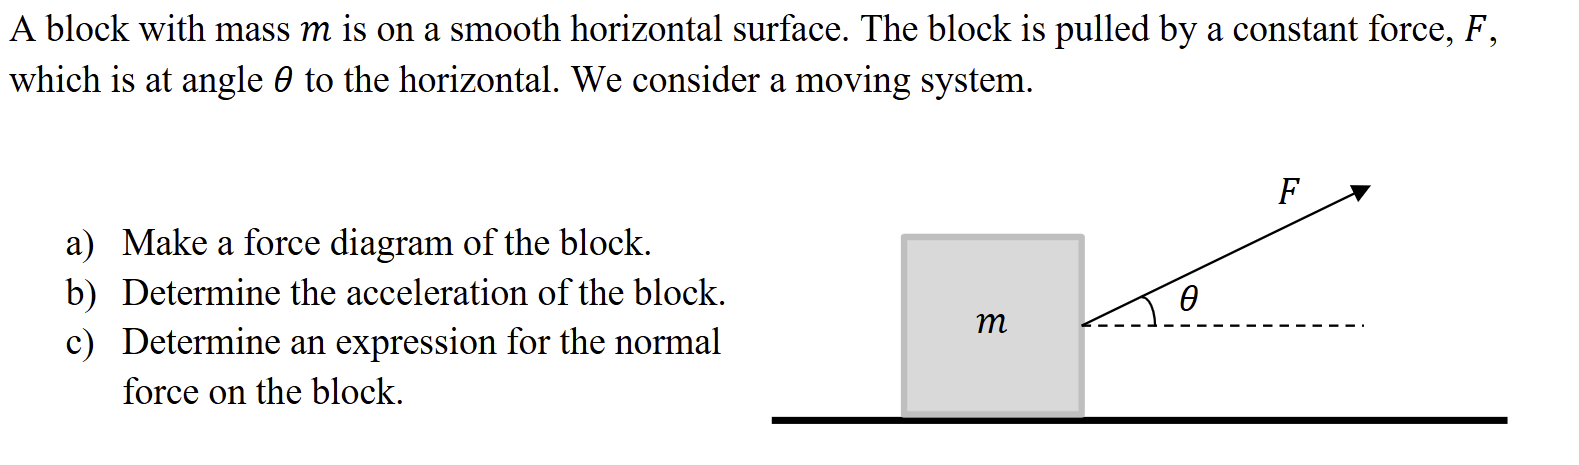 A block with mass m is on a smooth horizontal surface. The block is pulled by a constant force, F,
which is at angle θ to the horizontal. We consider a moving system.
a) Make a force diagram of the block.
b) Determine the acceleration of the block.
c) Determine an expression for the normal
force on the block.
F
θ
m